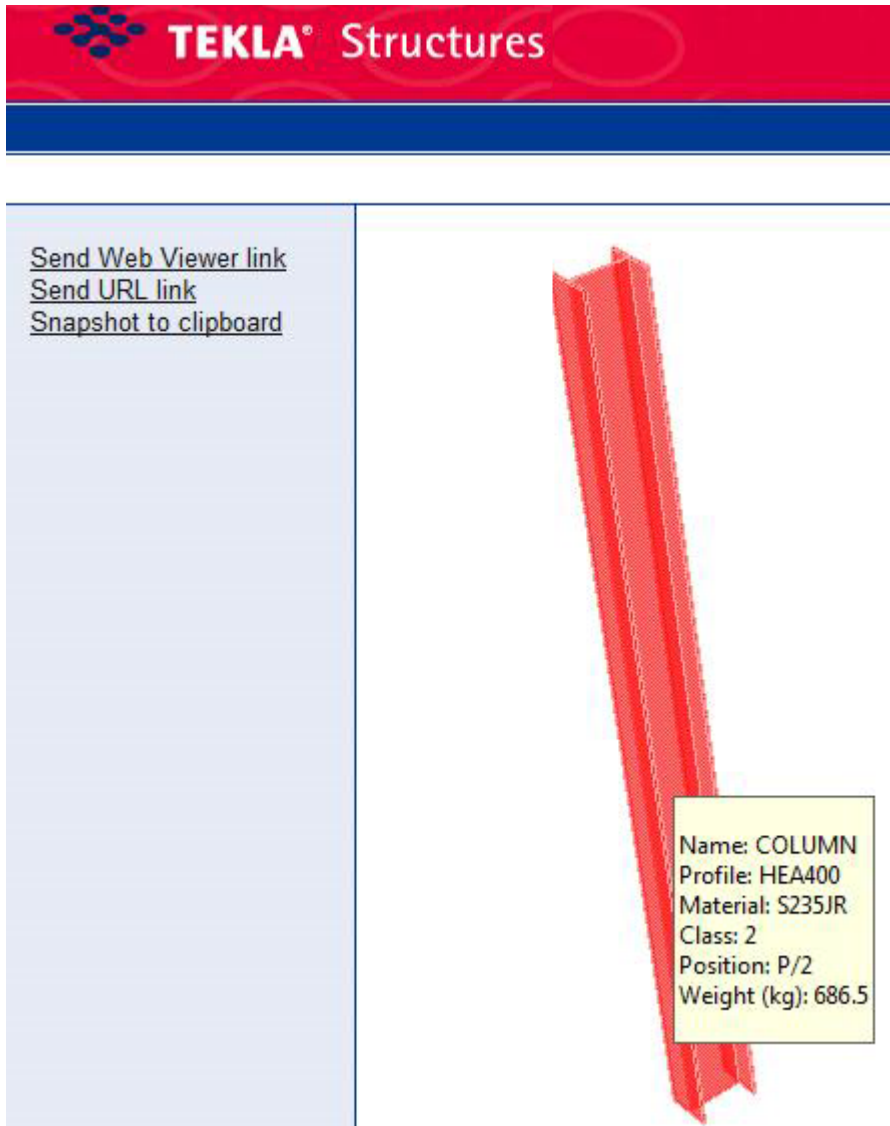 TEKLA® Structures
Send Web Viewer link
Send URL link
Snapshot to clipboard
Name: COLUMN
Profile: HEA400
Material: S235JR
Class: 2
Position: P/2
Weight (kg): 686.5